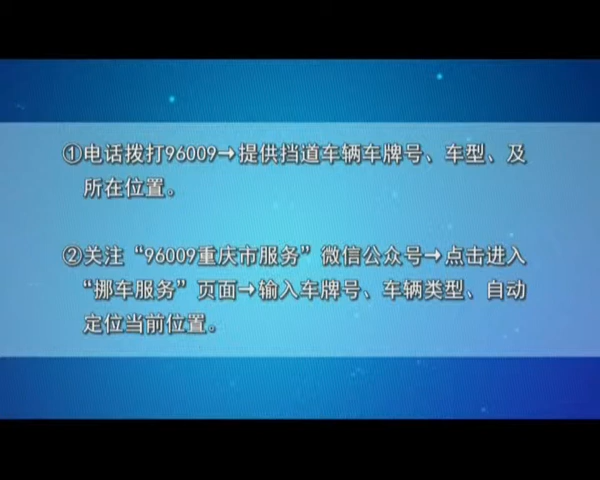 ①电话拨打96009→提供挡道车辆车牌号、车型、及
所在位置。
②关注“96009重庆市服务”微信公众号→点击进入
“挪车服务”页面→输入车牌号、车辆类型、自动
定位当前位置。